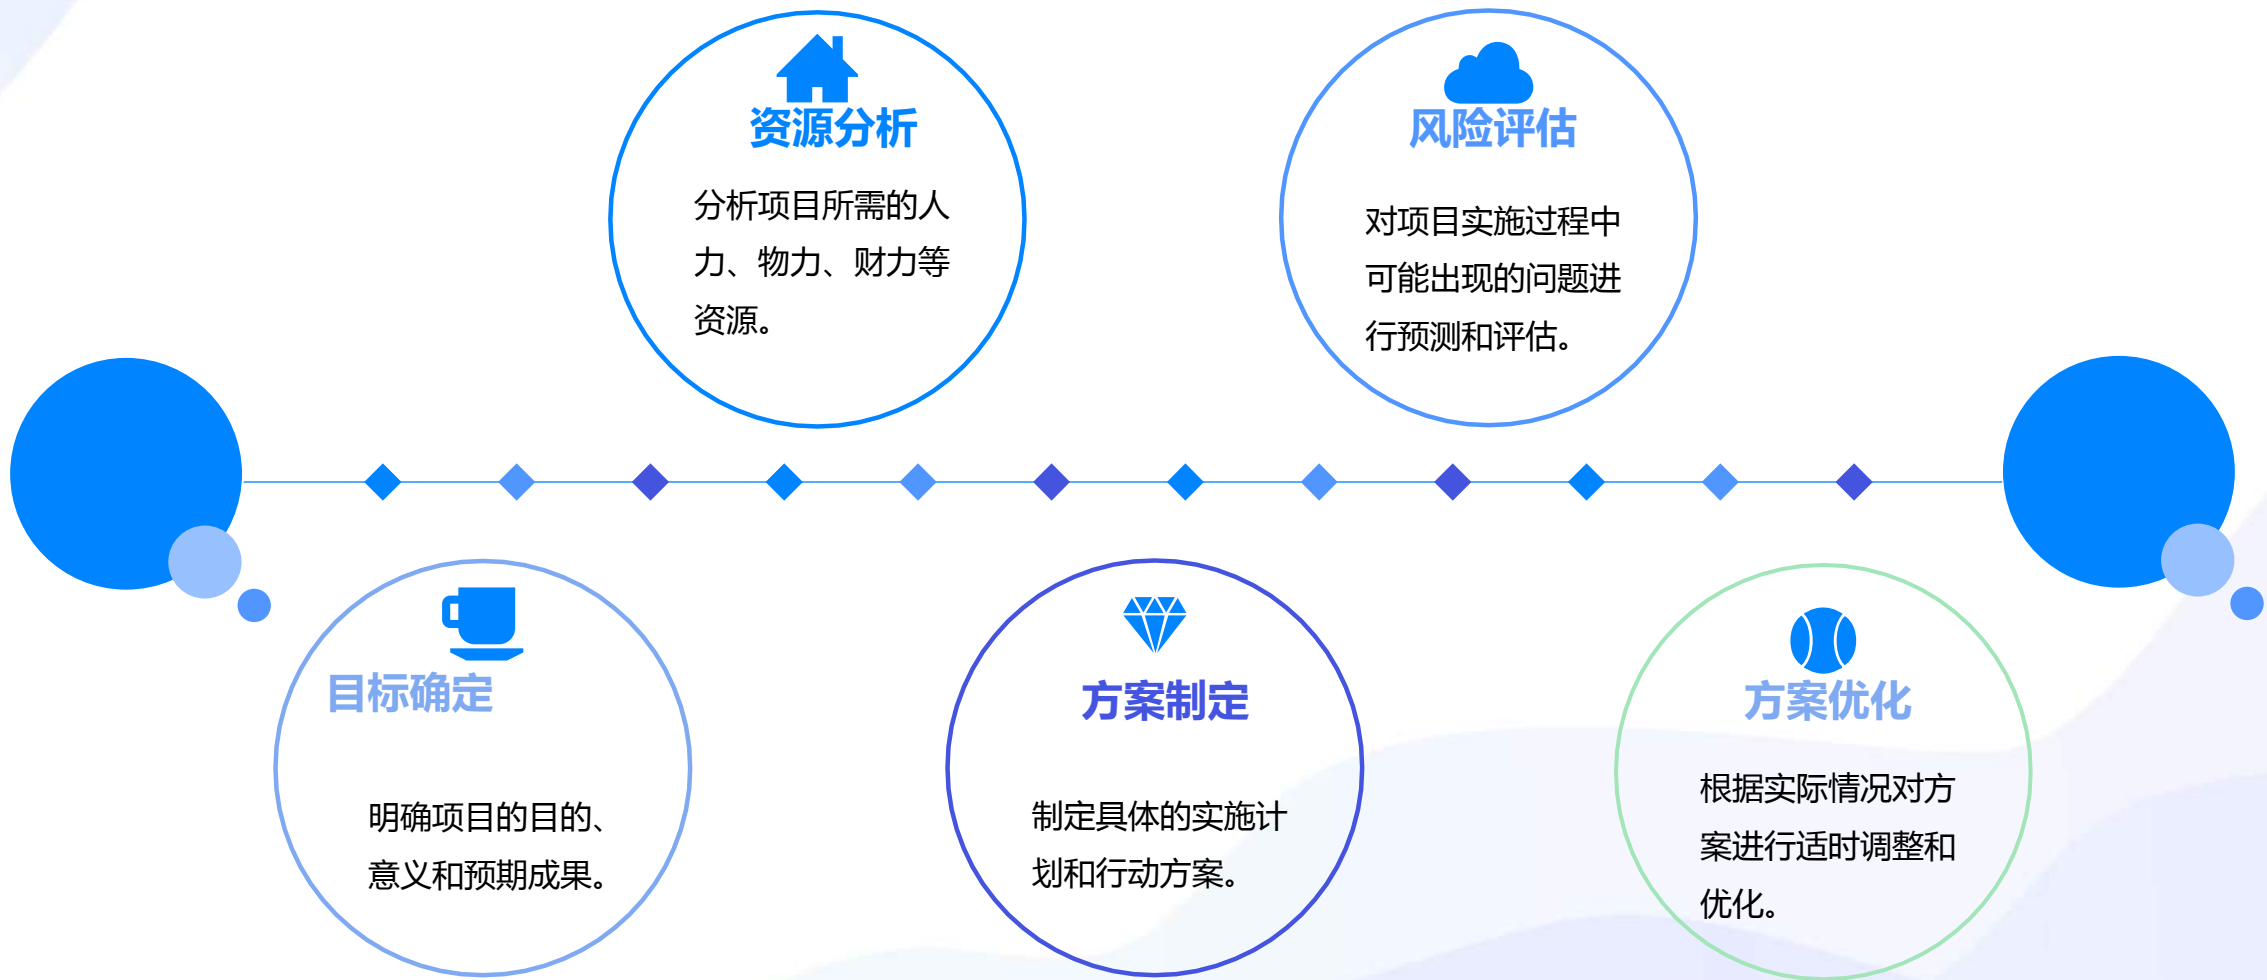 资源分析
分析项目所需的人
力、物力、财力等
资源。
风险评估
对项目实施过程中
可能出现的问题进
行预测和评估。
目标确定
明确项目的目的、
意义和预期成果。
方案制定
制定具体的实施计
划和行动方案。
方案优化
根据实际情况对方
案进行适时调整和
优化。